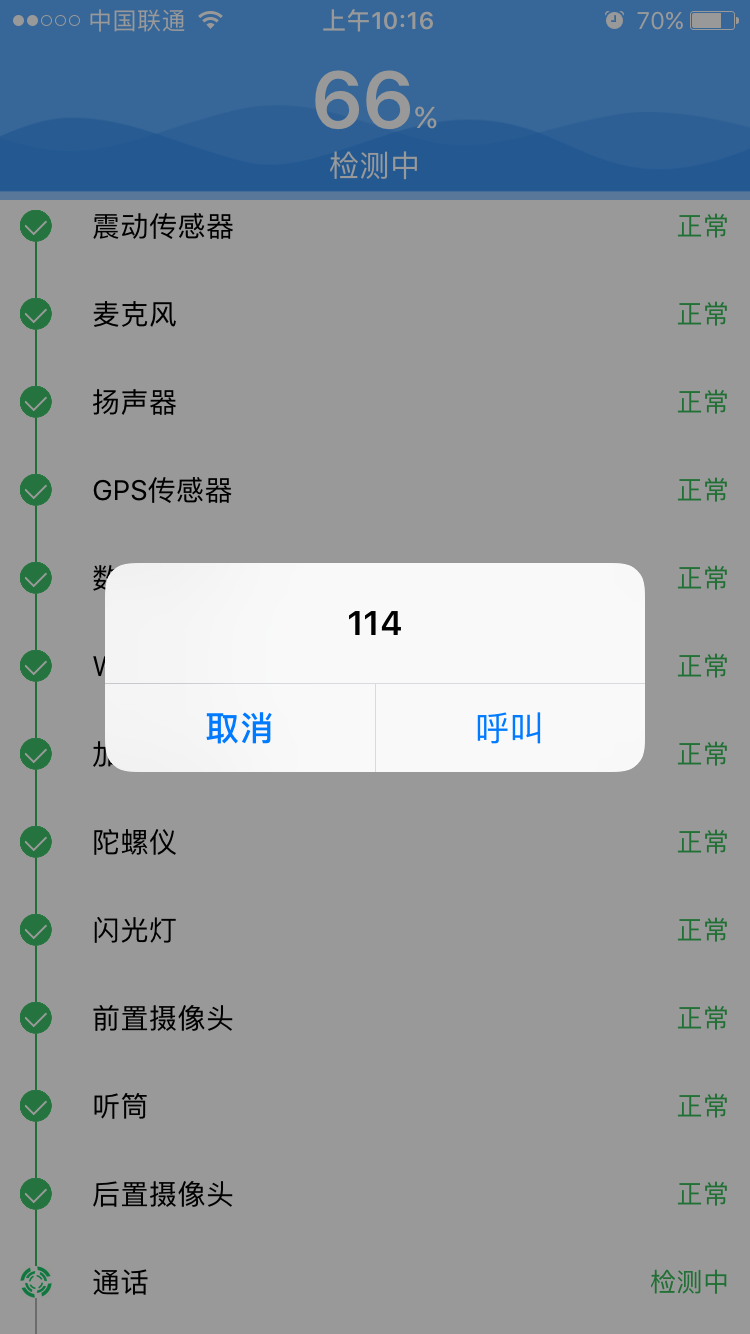 中国联通 上午10:16 70%
66%
检测中
震动传感器 正常
麦克风 正常
扬声器 正常
GPS传感器 正常
数 正常
114
正常
取消 呼叫
加 正常
陀螺仪 正常
闪光灯 正常
前置摄像头 正常
听筒 正常
后置摄像头 正常
通话 检测中